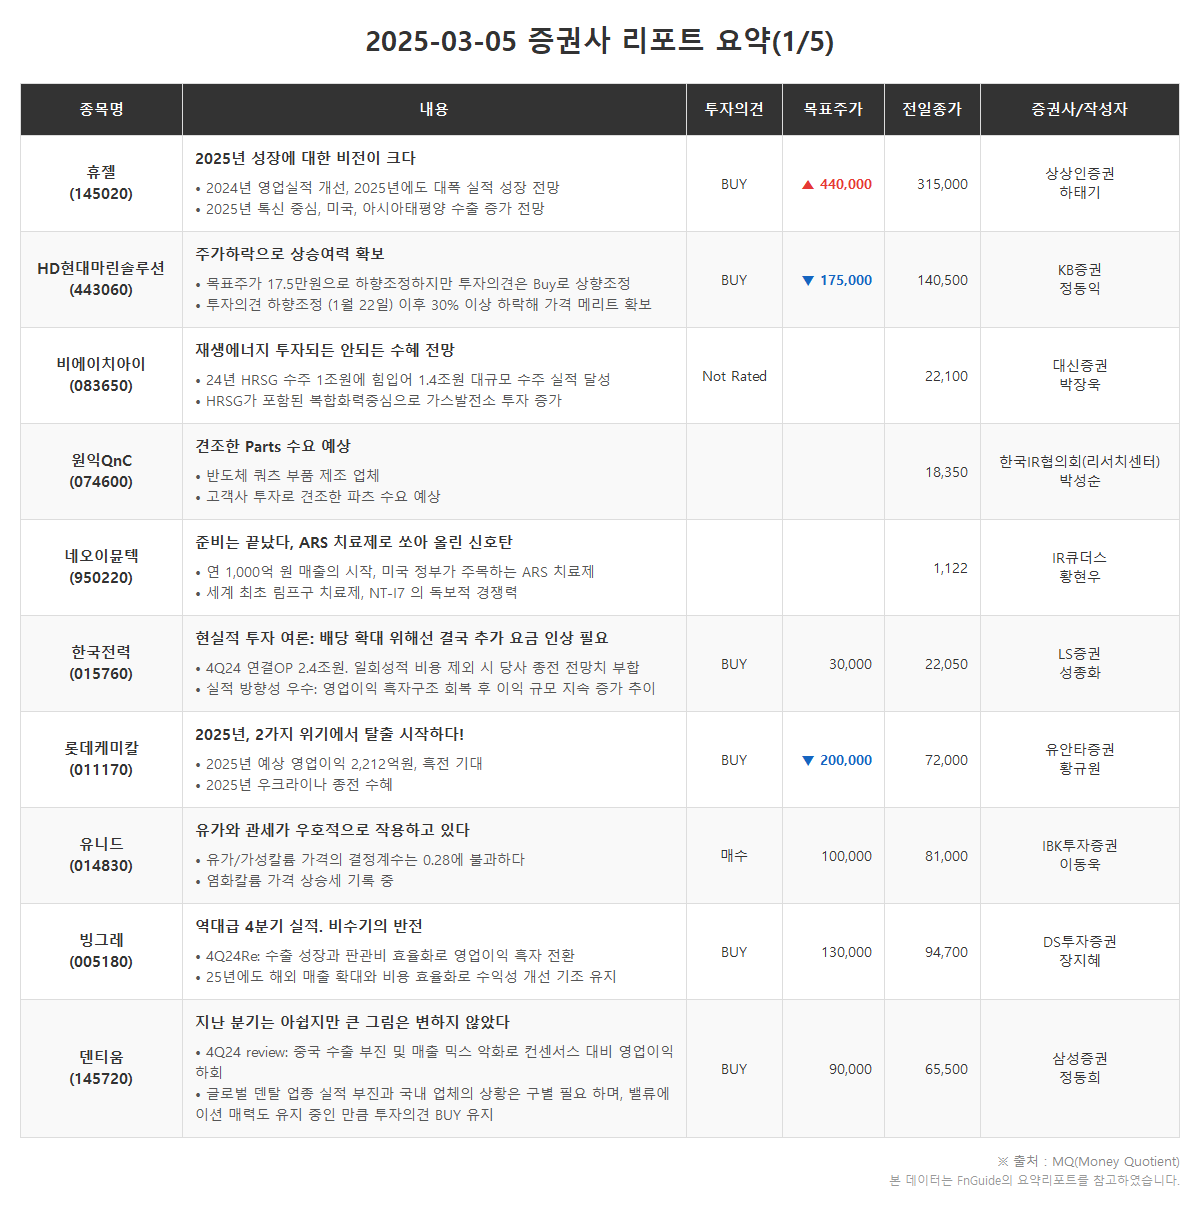 2025-03-05 증권사 리포트 요약(1/5)
종목명 내용 투자의견 목표주가 전일종가 증권사/작성자
휴젤
(145020)
2025년 성장에 대한 비전이 크다
• 2024년 영업실적 개선, 2025년에도 대폭 실적 성장 전망
• 2025년 톡신 중심, 미국, 아시아태평양 수출 증가 전망
BUY
▲ 440,000
315,000
상상인증권
하태기
HD현대마린솔루션
(443060)
주가하락으로 상승여력 확보
• 목표주가 17.5만원으로 하향조정하지만 투자의견은 Buy로 상향조정
• 투자의견 하향조정 (1월 22일) 이후 30% 이상 하락해 가격 메리트 확보
BUY
▼ 175,000
140,500
KB증권
정동익
비에이치아이
(083650)
재생에너지 투자되든 안되든 수혜 전망
• 24년 HRSG 수주 1조원에 힘입어 1.4조원 대규모 수주 실적 달성
• HRSG가 포함된 복합화력중심으로 가스발전소 투자 증가
Not Rated
22,100
대신증권
박장욱
원익QnC
(074600)
견조한 Parts 수요 예상
• 반도체 쿼츠 부품 제조 업체
• 고객사 투자로 견조한 파츠 수요 예상
18,350
한국IR협의회(리서치센터)
박성순
네오이뮨텍
(950220)
준비는 끝났다, ARS 치료제로 쏘아 올린 신호탄
• 연 1,000억 원 매출의 시작, 미국 정부가 주목하는 ARS 치료제
• 세계 최초 림프구 치료제, NT-I7 의 독보적 경쟁력
1,122
IR큐더스
황현우
한국전력
(015760)
현실적 투자 여론: 배당 확대 위해선 결국 추가 요금 인상 필요
• 4Q24 연결OP 2.4조원. 일회성적 비용 제외 시 당사 종전 전망치 부합
• 실적 방향성 우수: 영업이익 흑자구조 회복 후 이익 규모 지속 증가 추이
BUY
30,000
22,050
LS증권
성종화
롯데케미칼
(011170)
2025년, 2가지 위기에서 탈출 시작하다!
• 2025년 예상 영업이익 2,212억원, 흑전 기대
• 2025년 우크라이나 종전 수혜
BUY
▼ 200,000
72,000
유안타증권
황규원
유니드
(014830)
유가와 관세가 우호적으로 작용하고 있다
• 유가/가성칼륨 가격의 결정계수는 0.28에 불과하다
• 염화칼륨 가격 상승세 기록 중
매수
100,000
81,000
IBK투자증권
이동욱
빙그레
(005180)
역대급 4분기 실적. 비수기의 반전
• 4Q24Re: 수출 성장과 판관비 효율화로 영업이익 흑자 전환
• 25년에도 해외 매출 확대와 비용 효율화로 수익성 개선 기조 유지
BUY
130,000
94,700
DS투자증권
장지혜
덴티움
(145720)
지난 분기는 아쉽지만 큰 그림은 변하지 않았다
• 4Q24 review: 중국 수출 부진 및 매출 믹스 악화로 컨센서스 대비 영업이익
하회
• 글로벌 덴탈 업종 실적 부진과 국내 업체의 상황은 구별 필요 하며, 밸류에
이션 매력도 유지 중인 만큼 투자의견 BUY 유지
BUY
90,000
65,500
삼성증권
정동희
※ 출처 : MQ(Money Quotient)
본 데이터는 FnGuide의 요약리포트를 참고하였습니다.